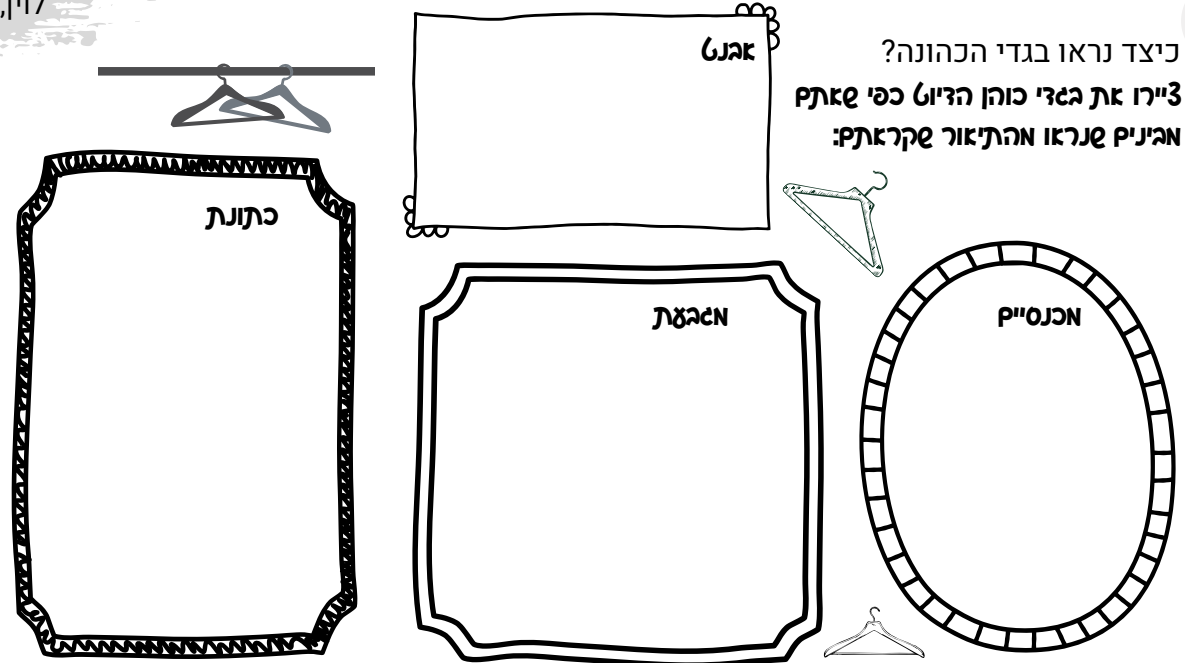 כיצד נראו בגדי הכהונה?
ציירו את בגדי כוהן הדיוט כפי שאתם
מבינים שנראו מהתיאור שקראתם:
אבנט
כתונת
מגבעת
מכנסיים